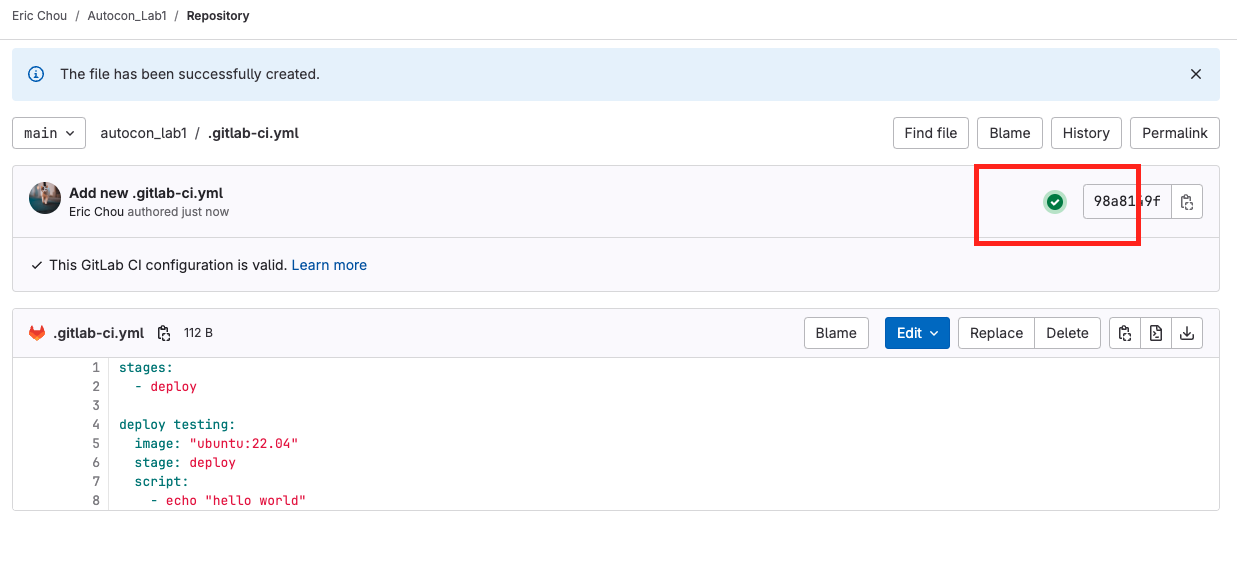 Eric Chou / Autocon_Lab1 / Repository
The file has been successfully created.
main autocon_lab1 / .gitlab-ci.yml Find file Blame History Permalink
Add new .gitlab-ci.yml
Eric Chou authored just now
98a8149f
This GitLab CI configuration is valid. Learn more
.gitlab-ci.yml 112 B Blame Edit Replace Delete
1 stages:
2   - deploy
3
4 deploy testing:
5   image: "ubuntu:22.04"
6   stage: deploy
7   script:
8     - echo "hello world"